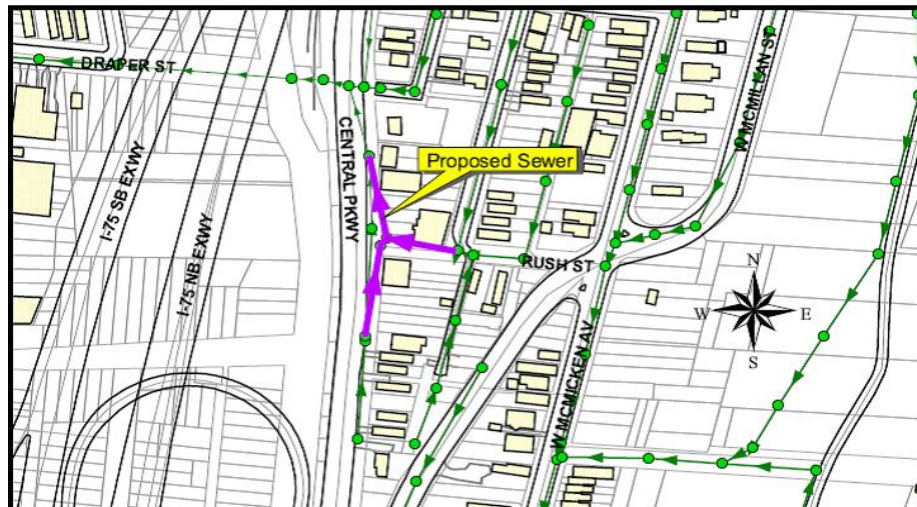 DRAPER ST
W MCMILLAN ST
CENTRAL PKWY
Proposed Sewer
I-75 SB EXWY
I-75 NB EXWY
RUSH ST
N
W
E
S
W MCMICKEN AV